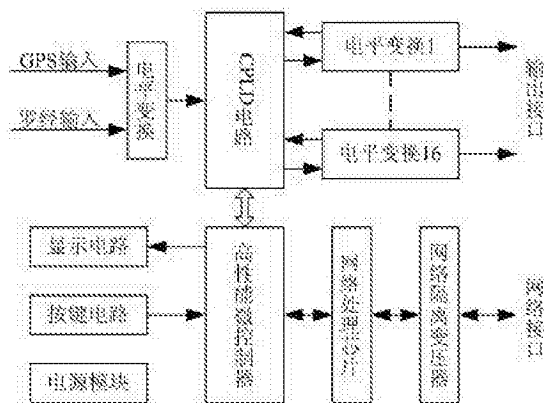 GPS输入
罗经输入
电平变换
CPLD电路
电平变换1
电平变换16
输出接口
显示电路
按键电路
电源模块
高性能微控制器
网络处理芯片
网络隔离变压器
网络接口